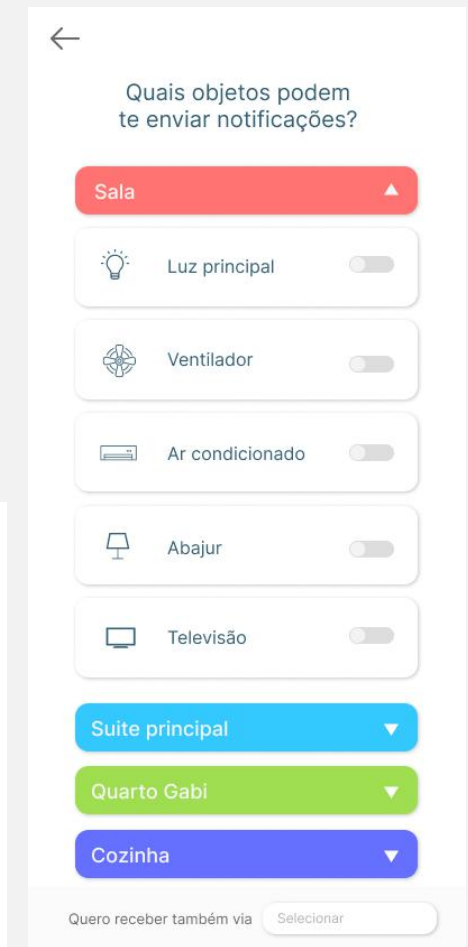 Quais objetos podem
te enviar notificações?
Sala
Luz principal
Ventilador
Ar condicionado
Abajur
Televisão
Suite principal
Quarto Gabi
Cozinha
Quero receber também via Selecionar